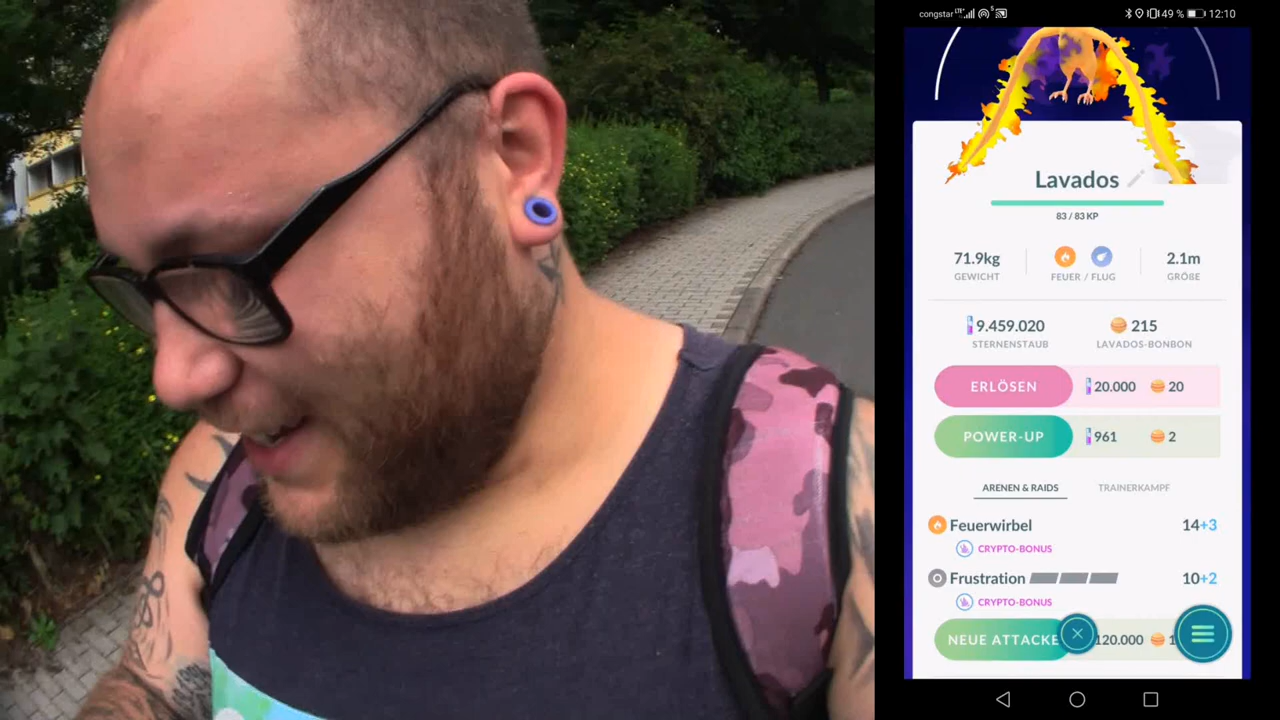 congstar LTE 5 49 % 12:10
Lavados
83 / 83 KP
71.9kg 2.1m
GEWICHT FEUER / FLUG GRÖßE
9.459.020 215
STERNENSTAUB LAVADOS-BONBON
ERLÖSEN 20.000 20
POWER-UP 961 2
ARENEN & RAIDS TRAINERKAMPF
Feuerwirbel 14+3
CRYPTO-BONUS
Frustration 10+2
CRYPTO-BONUS
NEUE ATTACKE 120.000